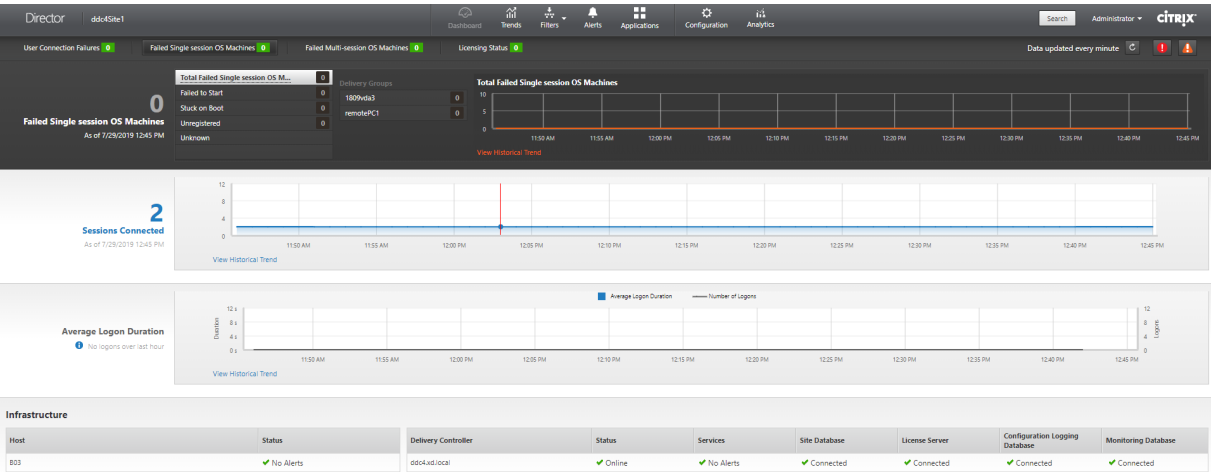 Director ddc4Site1 Dashboard Trends Filters Alerts Applications Configuration Analytics Search Administrator CITRIX
User Connection Failures 0 Failed Single session OS Machines 0 Failed Multi-session OS Machines 0 Licensing Status 0 Data updated every minute
0
Failed Single session OS Machines
As of 7/29/2019 12:45 PM
Total Failed Single session OS M... 0
Failed to Start 0
Stuck on Boot 0
Unregistered 0
Unknown
Delivery Groups
1809vda3 0
remotePC1 0
Total Failed Single session OS Machines
10
5
0
11:50 AM 11:55 AM 12:00 PM 12:05 PM 12:10 PM 12:15 PM 12:20 PM 12:25 PM 12:30 PM 12:35 PM 12:40 PM 12:45 PM
View Historical Trend
2
Sessions Connected
As of 7/29/2019 12:45 PM
12
8
4
0
11:50 AM 11:55 AM 12:00 PM 12:05 PM 12:10 PM 12:15 PM 12:20 PM 12:25 PM 12:30 PM 12:35 PM 12:40 PM 12:45 PM
View Historical Trend
Average Logon Duration
No logons over last hour
Average Logon Duration Number of Logons
Duration
12 s
8 s
4 s
0 s
12
8
4
0
Logons
11:50 AM 11:55 AM 12:00 PM 12:05 PM 12:10 PM 12:15 PM 12:20 PM 12:25 PM 12:30 PM 12:35 PM 12:40 PM 12:45 PM
View Historical Trend
Infrastructure
Host Status Delivery Controller Status Services Site Database License Server Configuration Logging Database Monitoring Database
B03 No Alerts ddc4.xd.local Online No Alerts Connected Connected Connected Connected